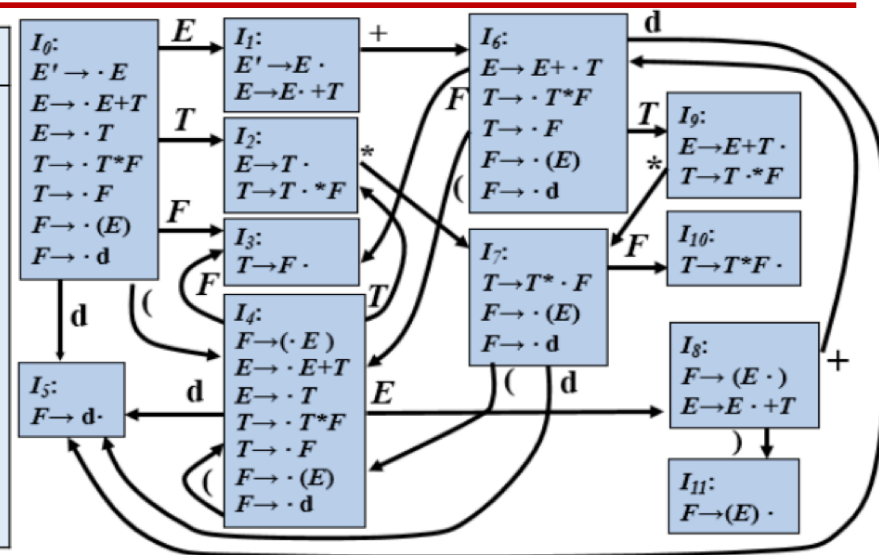 I0:
E' → · E
E→ · E+T
E→ · T
T→ · T*F
T→ · F
F→ · (E)
F→ · d
E
T
F
d
(
I1:
E' →E ·
E→E· +T
+
I2:
E→T ·
T→T · *F
*
I3:
T→F ·
F
T
I4:
F→(· E )
E→ · E+T
E→ · T
T→ · T*F
T→ · F
F→ · (E)
F→ · d
d
E
(
I5:
F→ d·
I6:
E→ E+ · T
T→ · T*F
T→ · F
F→ · (E)
F→ · d
d
F
(
T
I9:
E→E+T ·
T→T ·*F
*
I7:
T→T* · F
F→ · (E)
F→ · d
F
(
d
I10:
T→T*F ·
I8:
F→ (E · )
E→E · +T
+
)
I11:
F→(E) ·